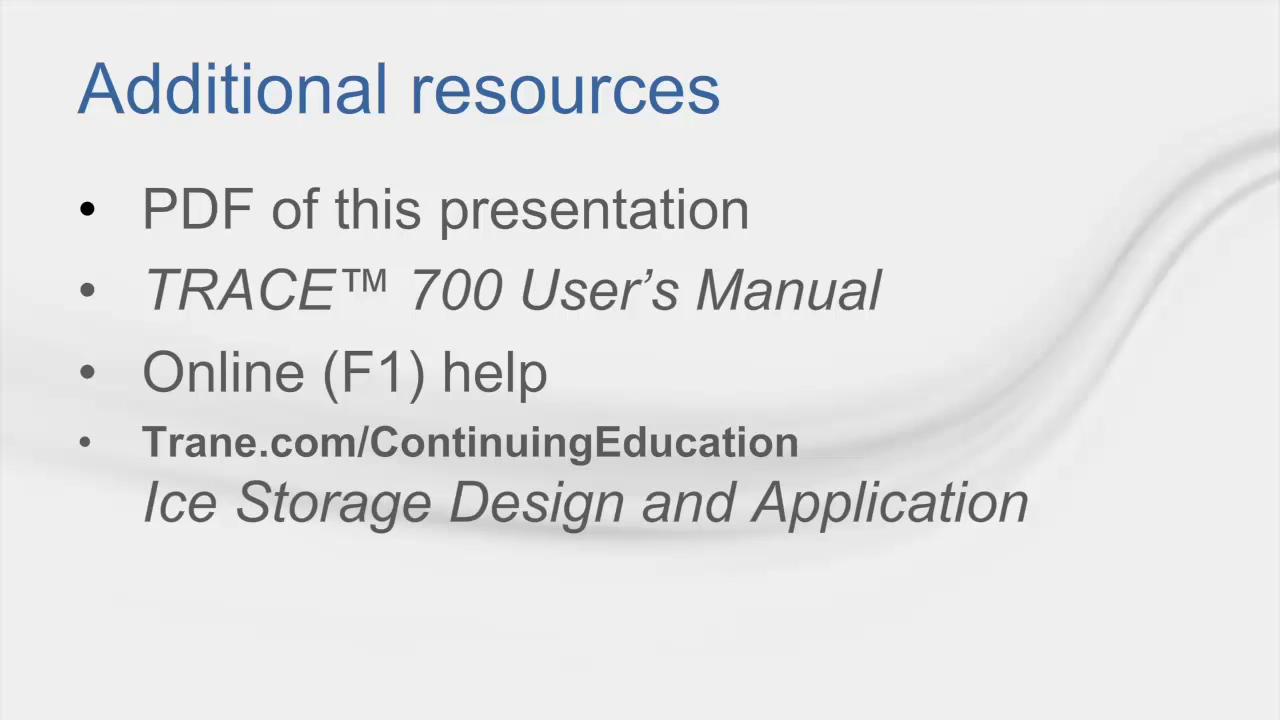 Additional resources
• PDF of this presentation
• TRACE™ 700 User’s Manual
• Online (F1) help
• Trane.com/ContinuingEducation
Ice Storage Design and Application